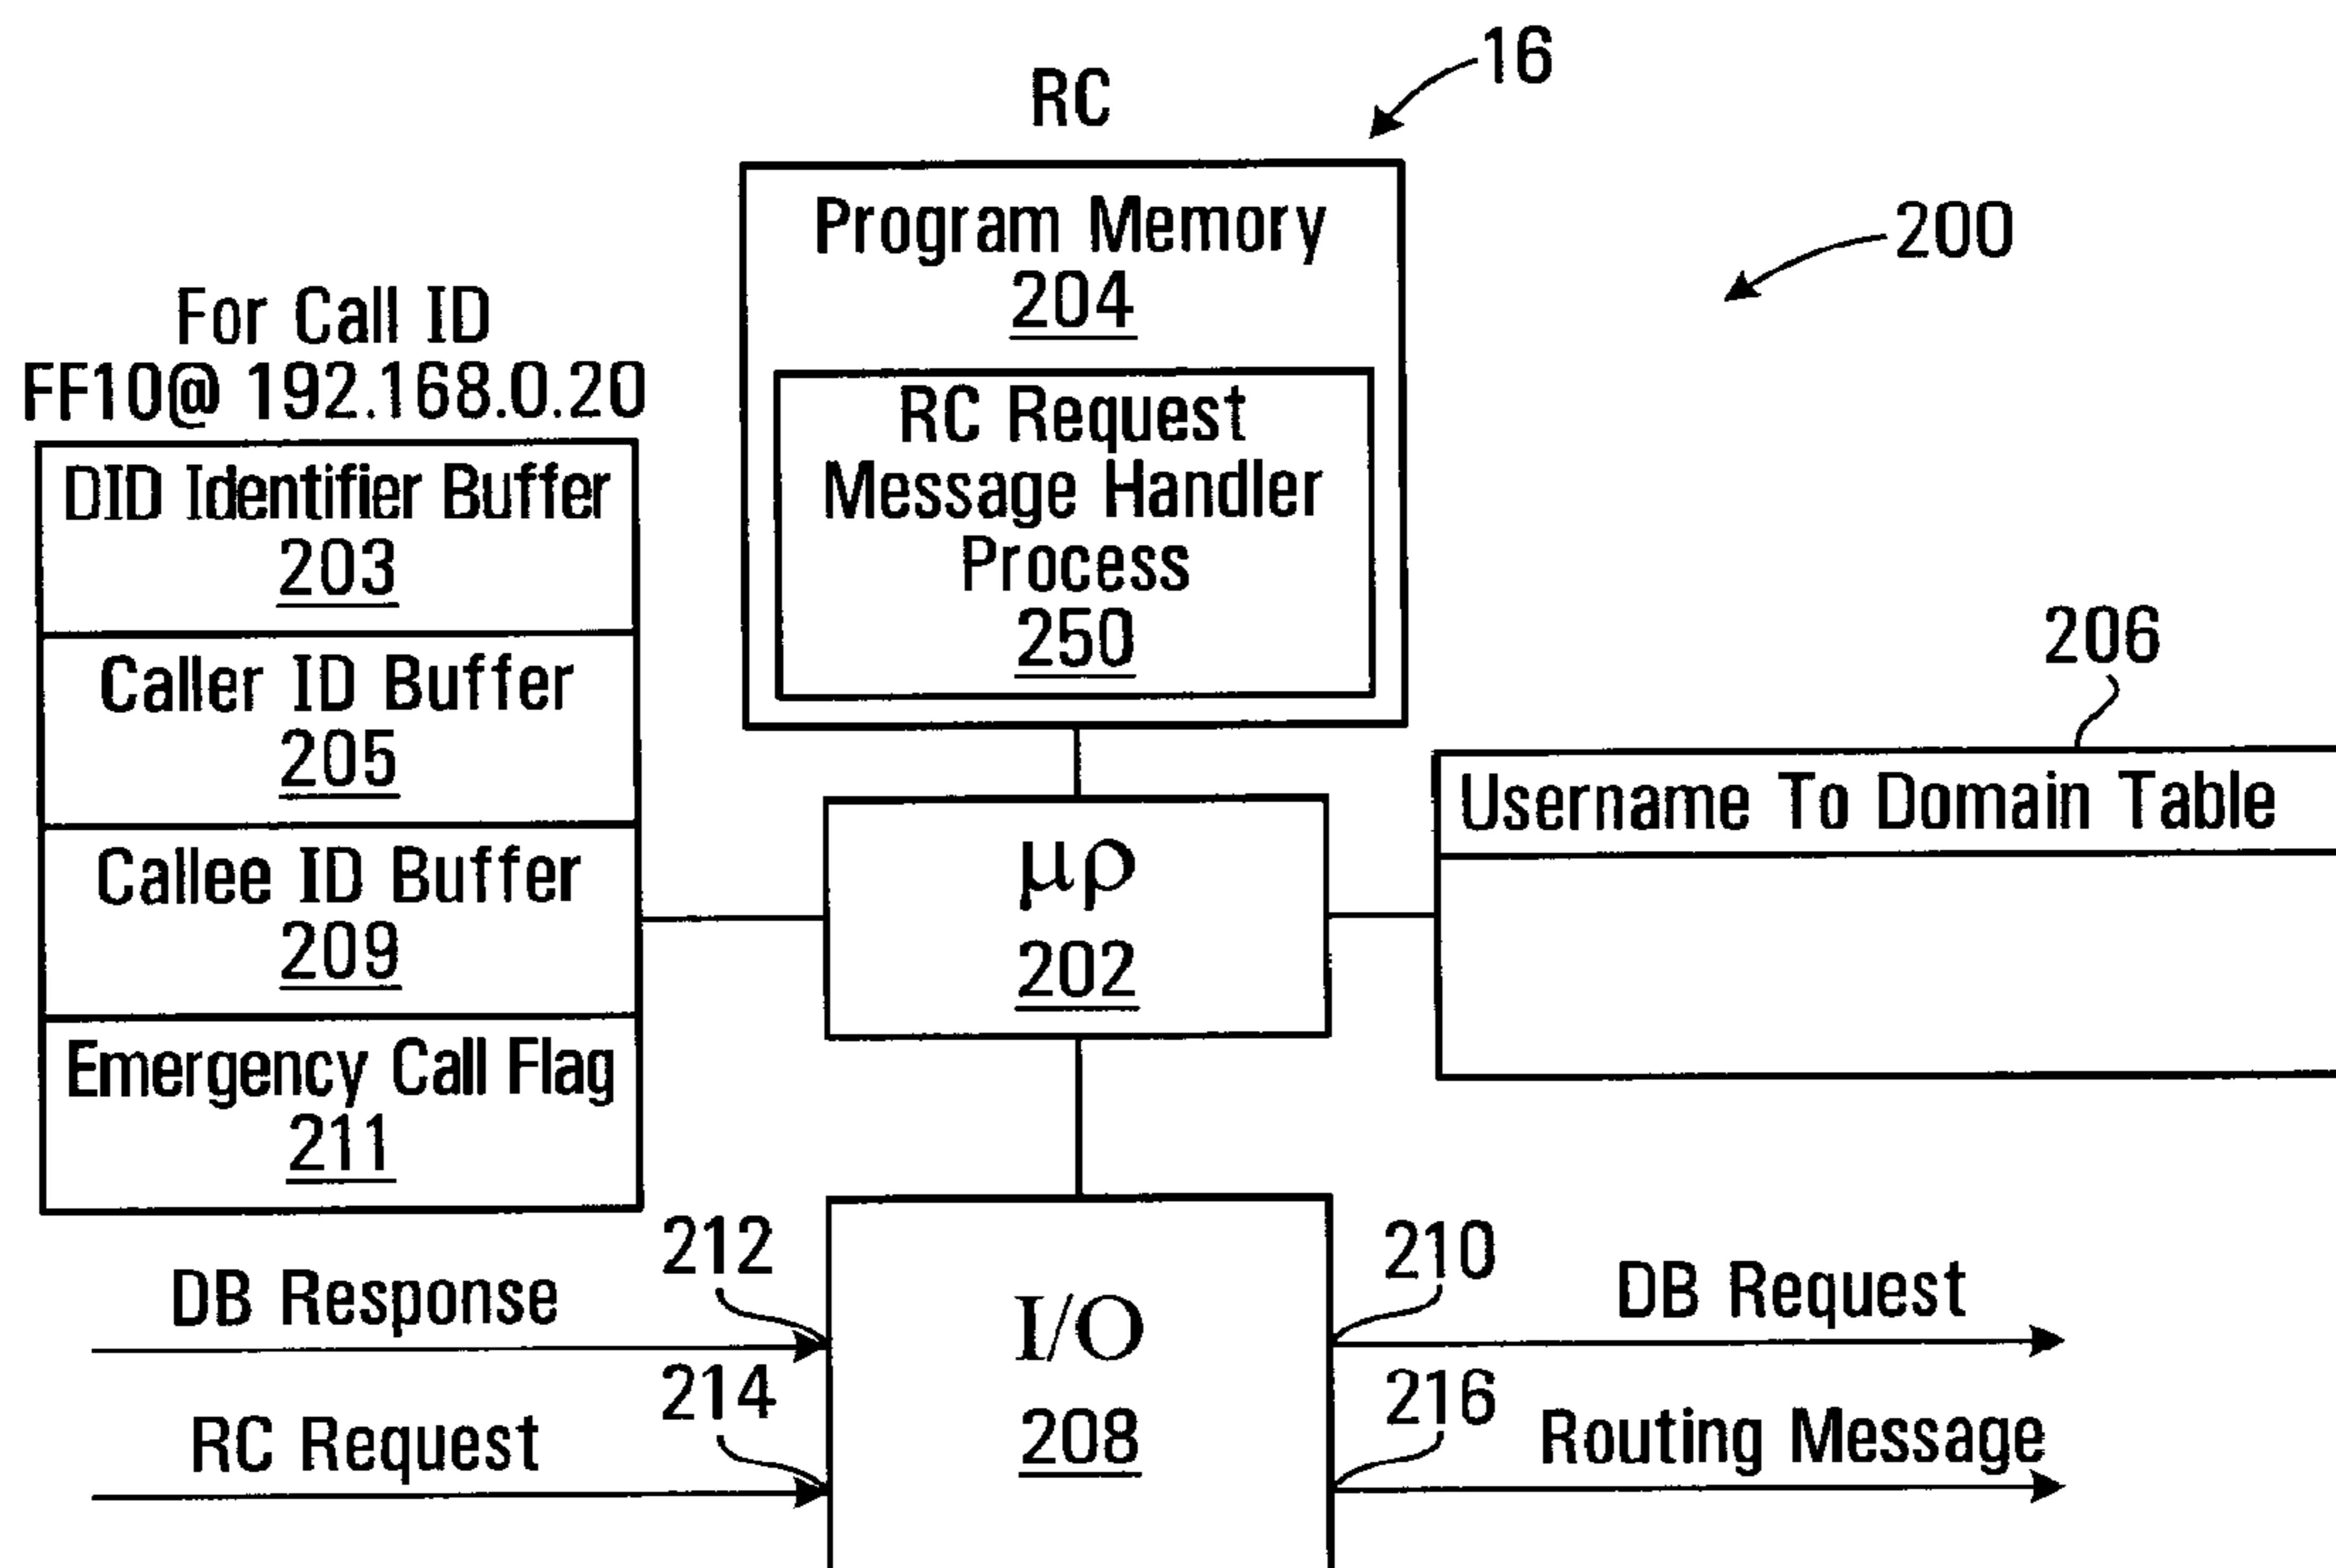 RC
16
Program Memory
204
200
For Call ID
FF10@ 192.168.0.20
RC Request
Message Handler
Process
250
DID Identifier Buffer
203
Caller ID Buffer
205
Callee ID Buffer
209
Emergency Call Flag
211
µρ
202
206
Username To Domain Table
212
DB Response
214
RC Request
I/O
208
210
DB Request
216
Routing Message